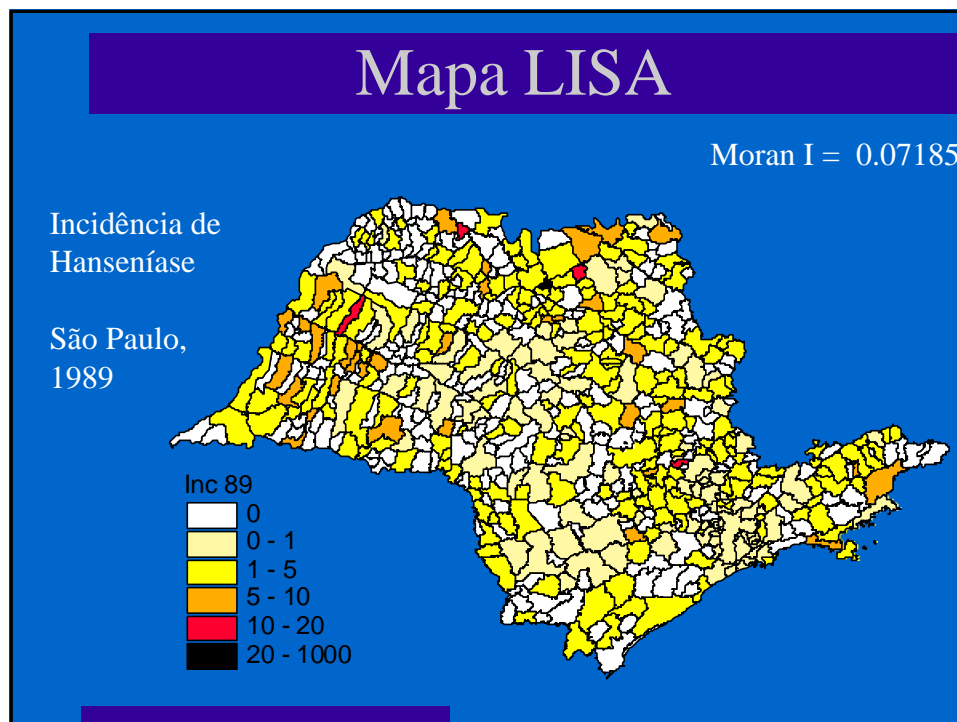 Mapa LISA
Moran I = 0.07185
Incidência de
Hanseníase
São Paulo,
1989
Inc 89
0
0 - 1
1 - 5
5 - 10
10 - 20
20 - 1000